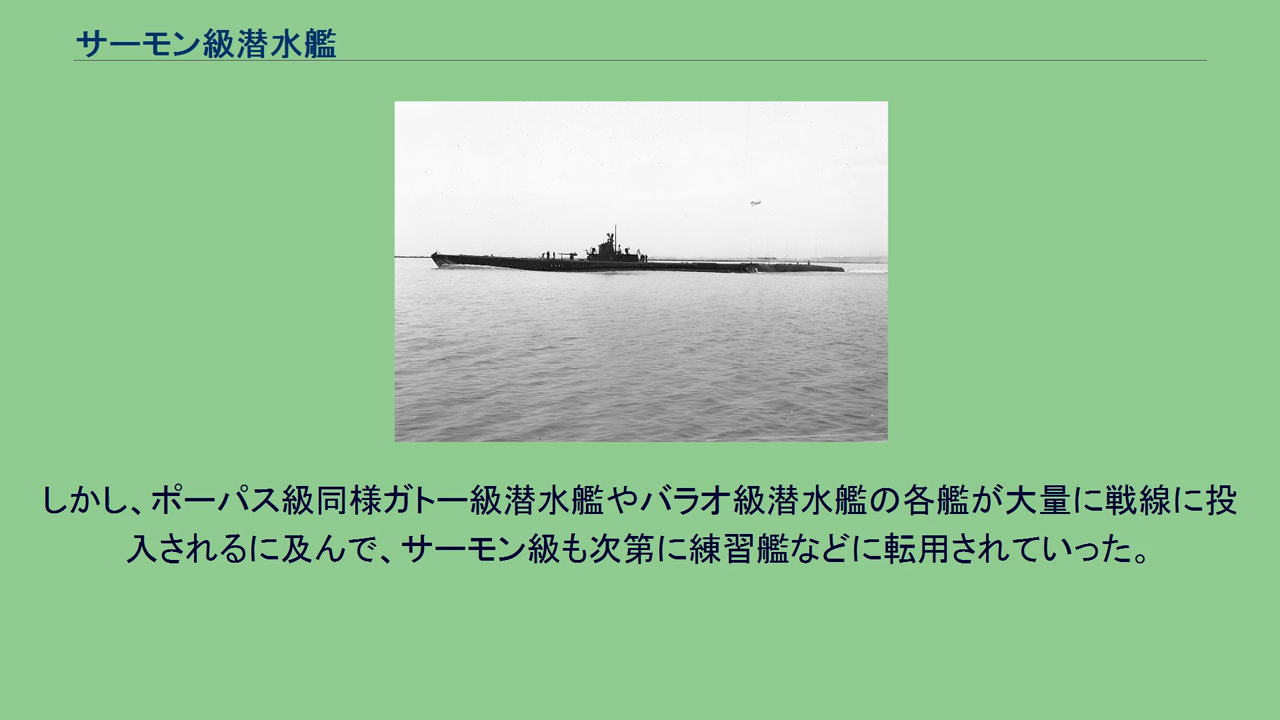 サーモン級潜水艦
しかし、ポーパス級同様ガトー級潜水艦やバラオ級潜水艦の各艦が大量に戦線に投
入されるに及んで、サーモン級も次第に練習艦などに転用されていった。